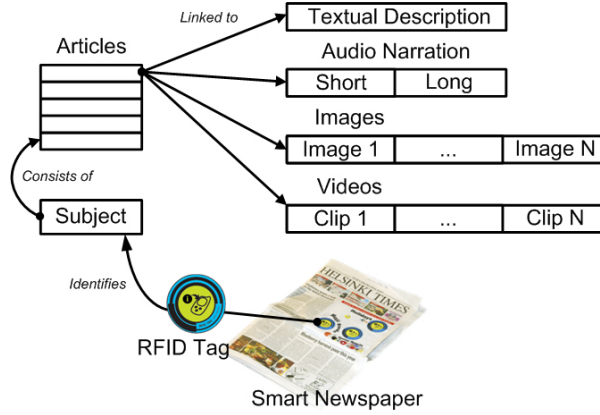 Linked to
Textual Description
Articles
Audio Narration
Short
Long
Images
Image 1
...
Image N
Consists of
Videos
Subject
Clip 1
...
Clip N
Identifies
HELSINKI TIMES
RFID Tag
Smart Newspaper